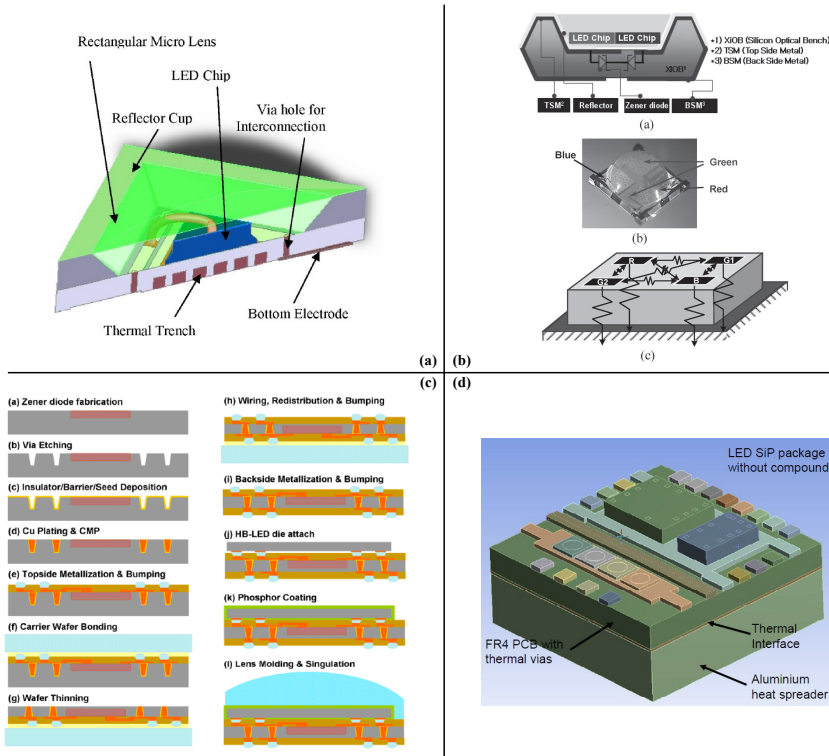 Rectangular Micro Lens
LED Chip
Reflector Cup
Via hole for
Interconnection
Thermal Trench
Bottom Electrode
(a)
LED Chip LED Chip
XiOB¹
*1) XiOB (Silicon Optical Bench)
*2) TSM (Top Side Metal)
*3) BSM (Back Side Metal)
TSM² Reflector Zener diode BSM³
(a)
Blue
Green
Red
(b)
R G1
G2 B
(c)
(b)
(c)
(a) Zener diode fabrication
(b) Via Etching
(c) Insulator/Barrier/Seed Deposition
(d) Cu Plating & CMP
(e) Topside Metallization & Bumping
(f) Carrier Wafer Bonding
(g) Wafer Thinning
(h) Wiring, Redistribution & Bumping
(i) Backside Metallization & Bumping
(j) HB-LED die attach
(k) Phosphor Coating
(l) Lens Molding & Singulation
(d)
LED SiP package
without compound
FR4 PCB with
thermal vias
Thermal
Interface
Aluminium
heat spreader